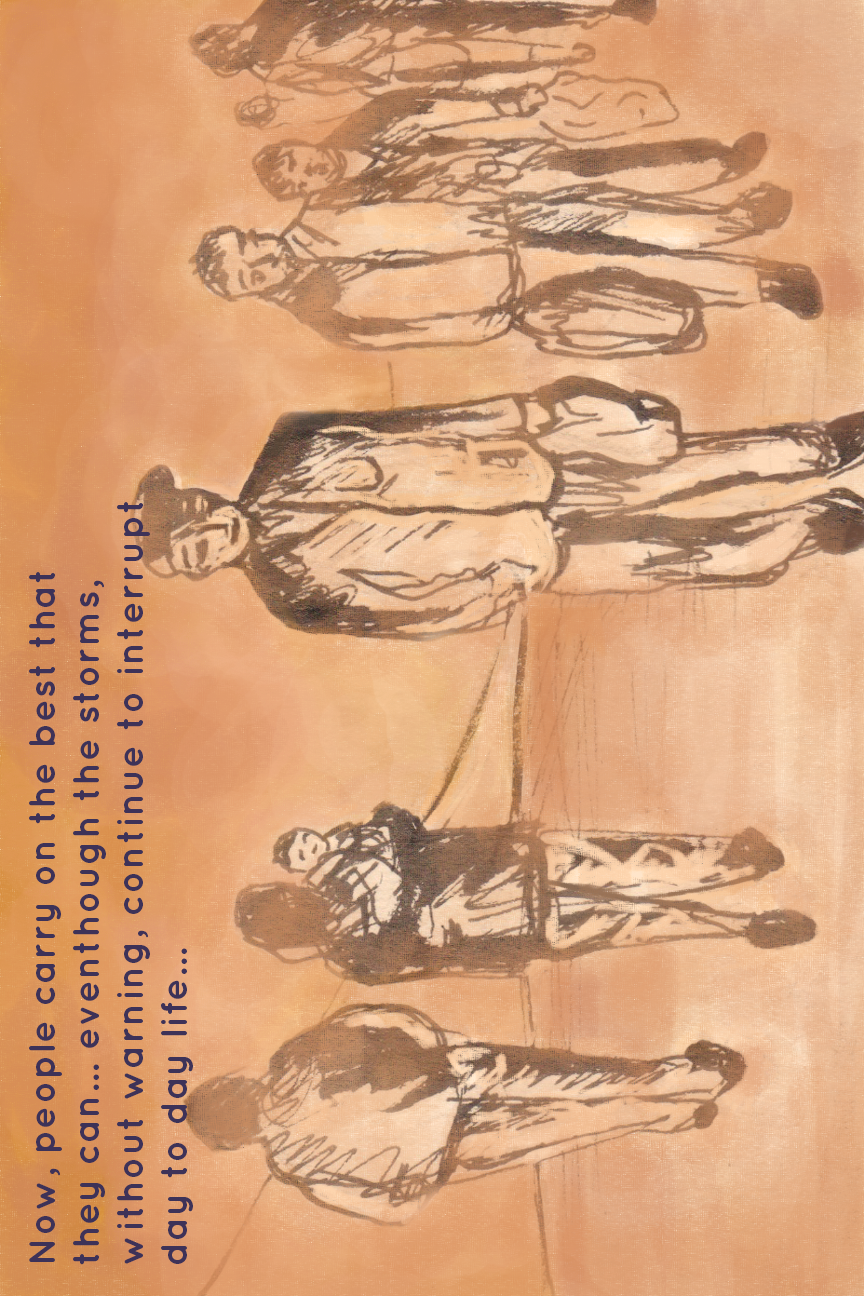 Now, people carry on the best that
they can... eventhough the storms,
without warning, continue to interrupt
day to day life...